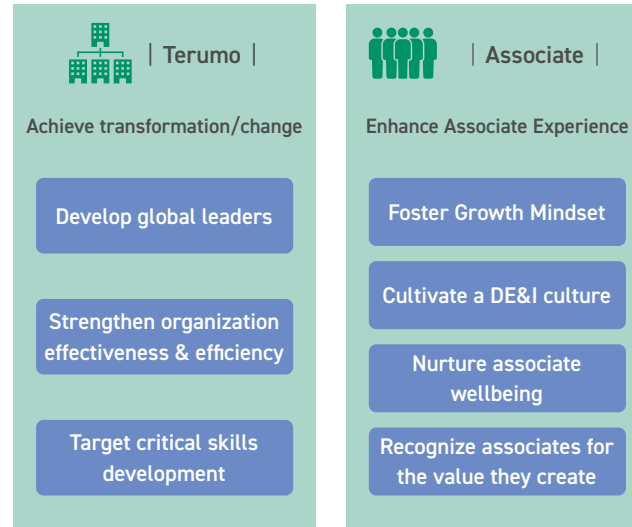 | Terumo |
Achieve transformation/change
Develop global leaders
Strengthen organization
effectiveness & efficiency
Target critical skills
development
| Associate |
Enhance Associate Experience
Foster Growth Mindset
Cultivate a DE&I culture
Nurture associate
wellbeing
Recognize associates for
the value they create